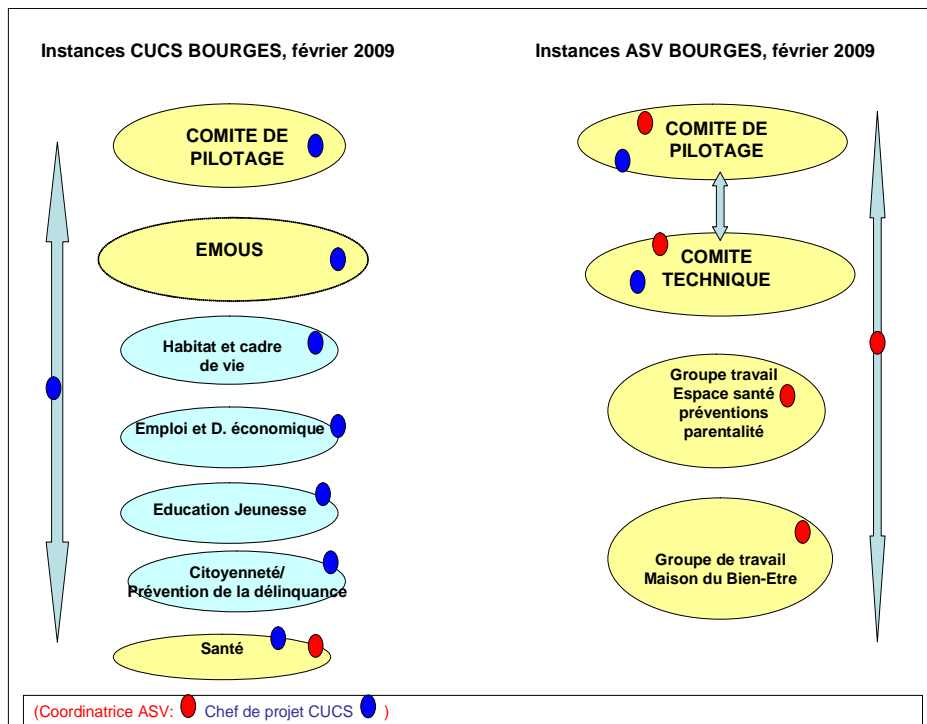 Instances CUCS BOURGES, février 2009
COMITE DE
PILOTAGE
EMOUS
Habitat et cadre
de vie
Emploi et D. économique
Education Jeunesse
Citoyenneté/
Prévention de la délinquance
Santé
Instances ASV BOURGES, février 2009
COMITE DE
PILOTAGE
COMITE
TECHNIQUE
Groupe travail
Espace santé
préventions
parentalité
Groupe de travail
Maison du Bien-Etre
(Coordinatrice ASV: Chef de projet CUCS )